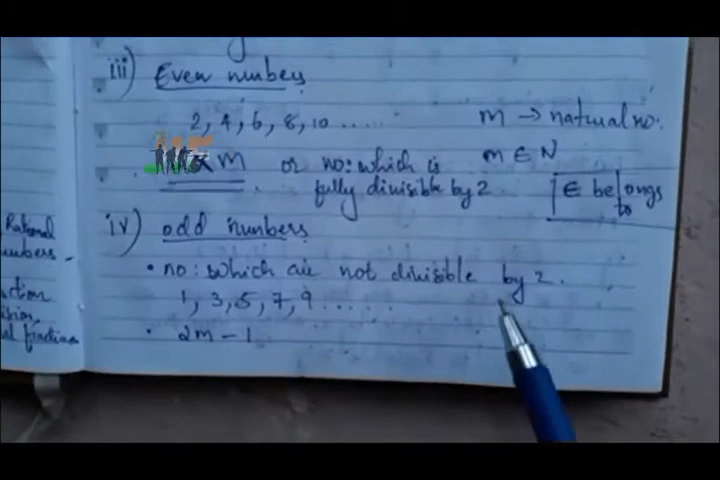 iii) Even numbers
2, 4, 6, 8, 10 ..... m → natural no.
m or no: which is m ∈ N
fully divisible by 2. ∈ belongs
to
iv) odd numbers
Rational
numbers
• no: which are not divisible by 2.
1, 3, 5, 7, 9 .....
• 2m - 1